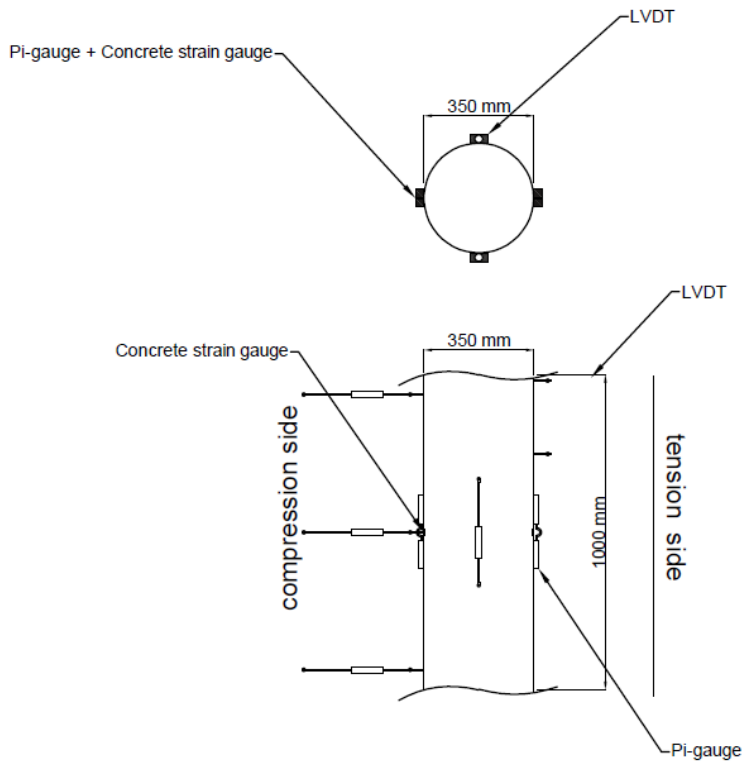 LVDT
Pi-gauge + Concrete strain gauge
350 mm
LVDT
350 mm
Concrete strain gauge
compression side
tension side
1000 mm
Pi-gauge